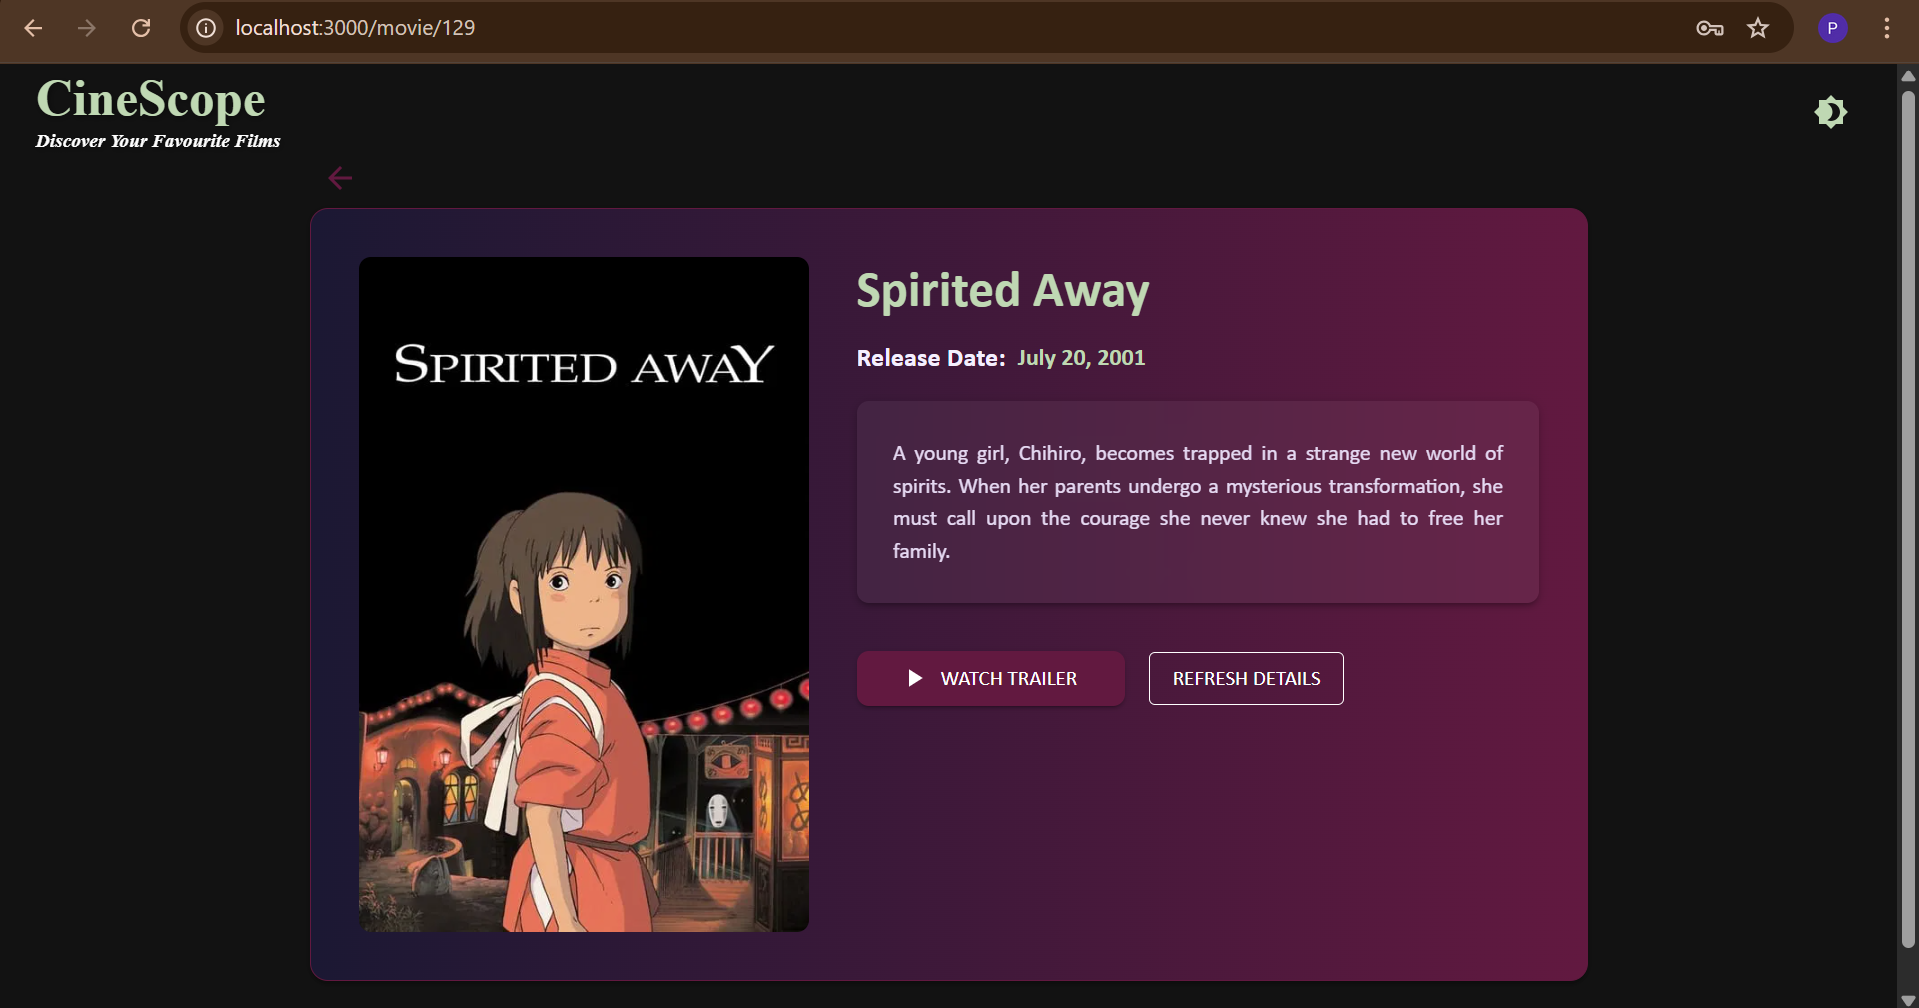 localhost:3000/movie/129
P
CineScope
Discover Your Favourite Films
SPIRITED AWAY
Spirited Away
Release Date: July 20, 2001
A young girl, Chihiro, becomes trapped in a strange new world of
spirits. When her parents undergo a mysterious transformation, she
must call upon the courage she never knew she had to free her
family.
WATCH TRAILER
REFRESH DETAILS